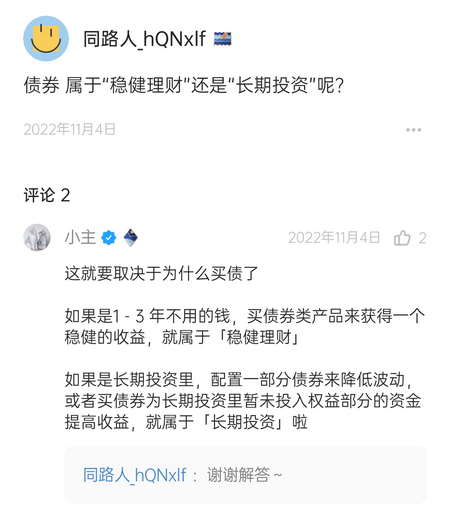 同路人_hQNxlf
债券 属于“稳健理财”还是“长期投资”呢？
2022年11月4日
评论 2
小主
2022年11月4日 2
这就要取决于为什么买债了
如果是1 - 3 年不用的钱，买债券类产品来获得一个
稳健的收益，就属于「稳健理财」
如果是长期投资里，配置一部分债券来降低波动，
或者买债券为长期投资里暂未投入权益部分的资金
提高收益，就属于「长期投资」啦
同路人_hQNxlf ：谢谢解答～